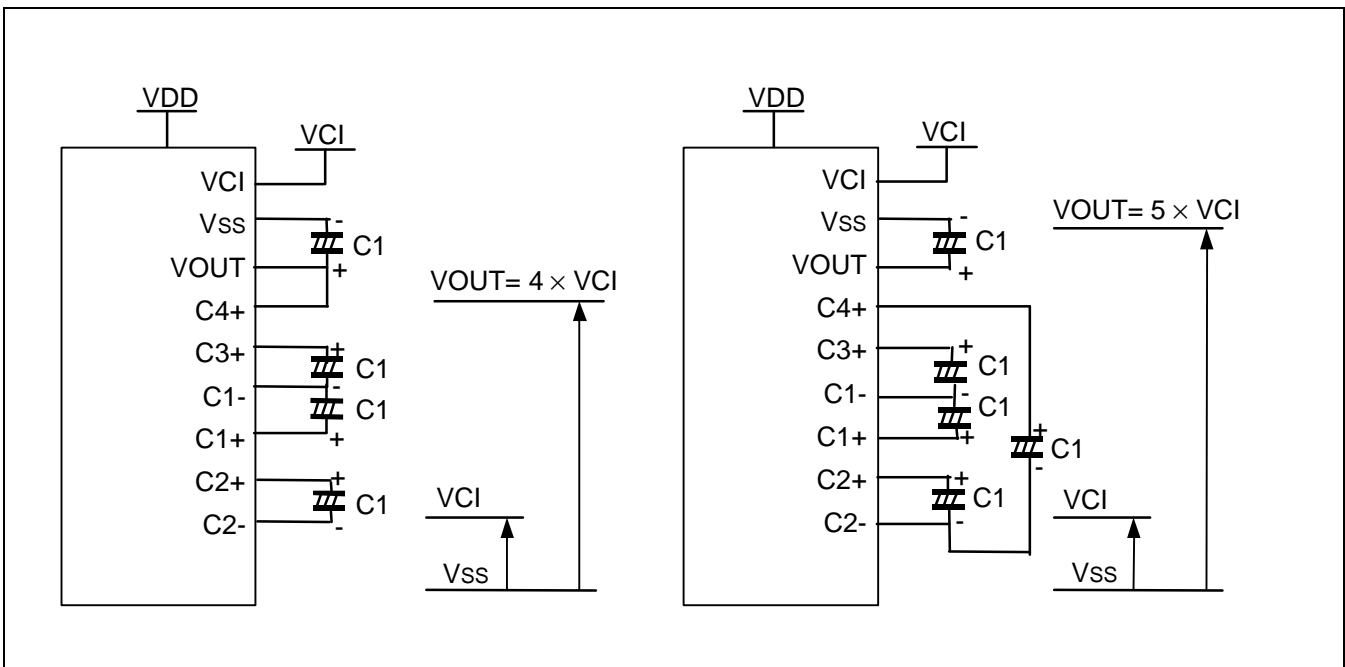 VDD
VCI
VCI
Vss
-
C1
VOUT
+
C4+
C3+
+
C1
C1-
-
C1
C1+
+
C2+
+
C1
C2-
-
VOUT= 4 × VCI
VCI
Vss
VDD
VCI
VCI
Vss
-
C1
VOUT
+
C4+
C3+
+
C1
C1-
-
C1
C1+
+
+
C1
-
C2+
+
C1
C2-
-
VOUT= 5 × VCI
VCI
Vss